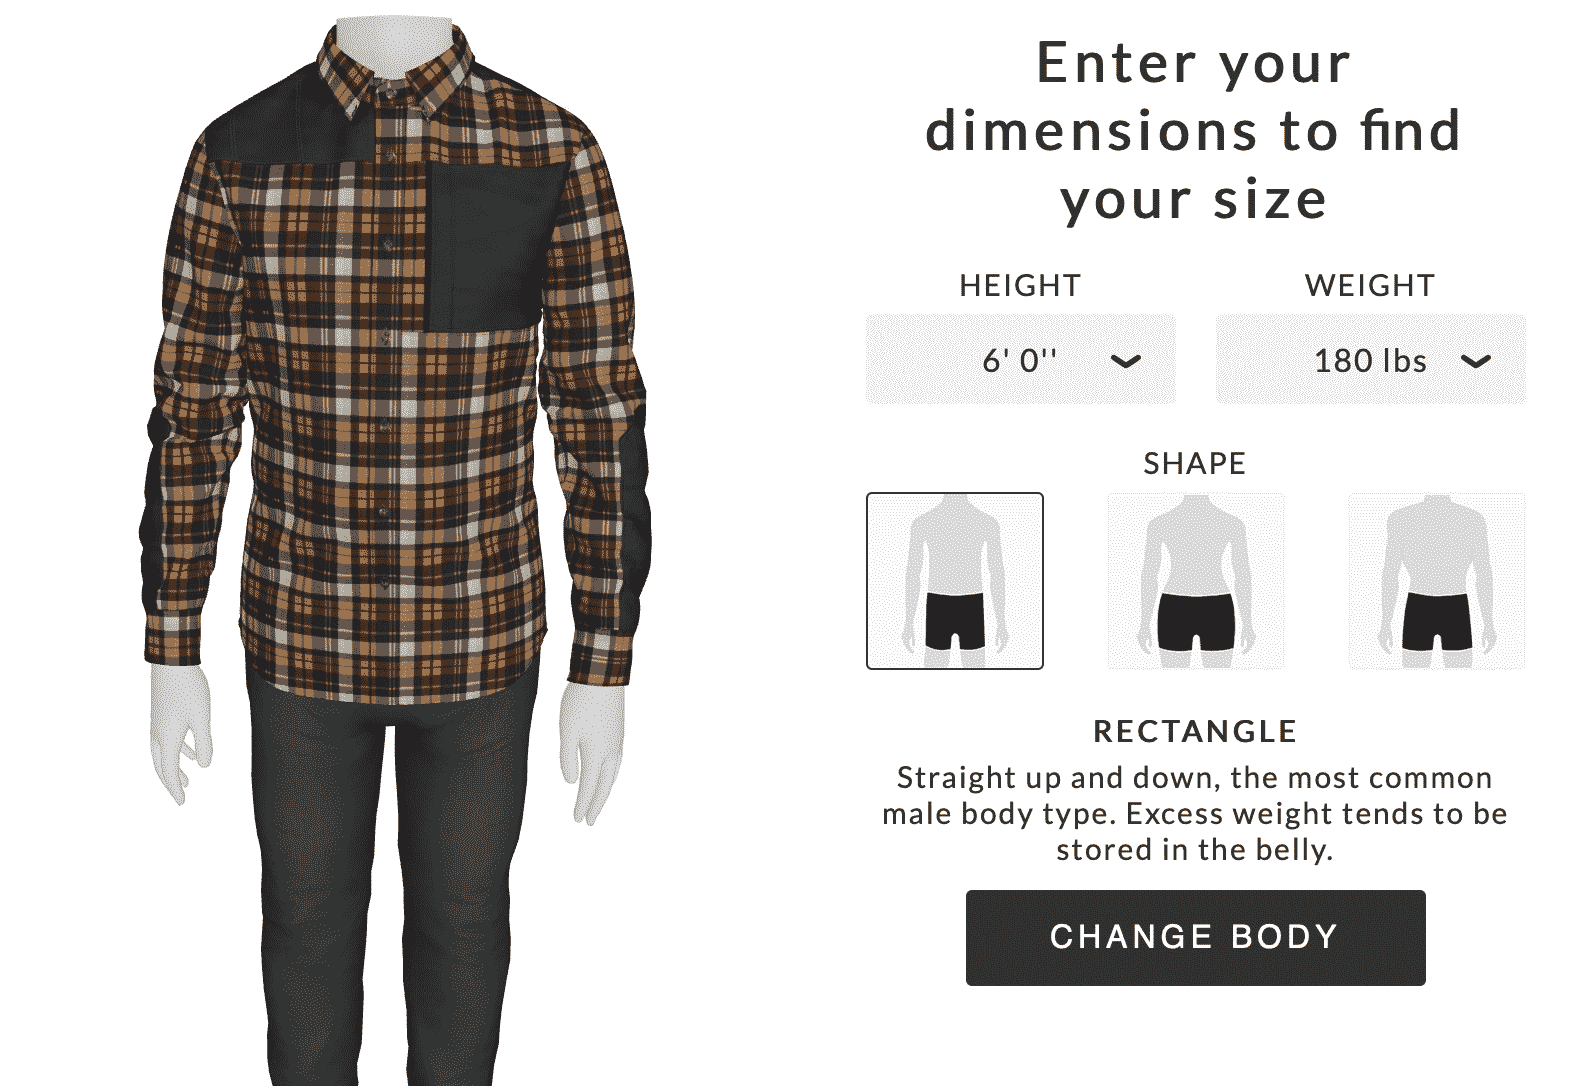 Enter your
dimensions to find
your size
HEIGHT
WEIGHT
6' 0''
180 lbs
SHAPE
RECTANGLE
Straight up and down, the most common
male body type. Excess weight tends to be
stored in the belly.
CHANGE BODY